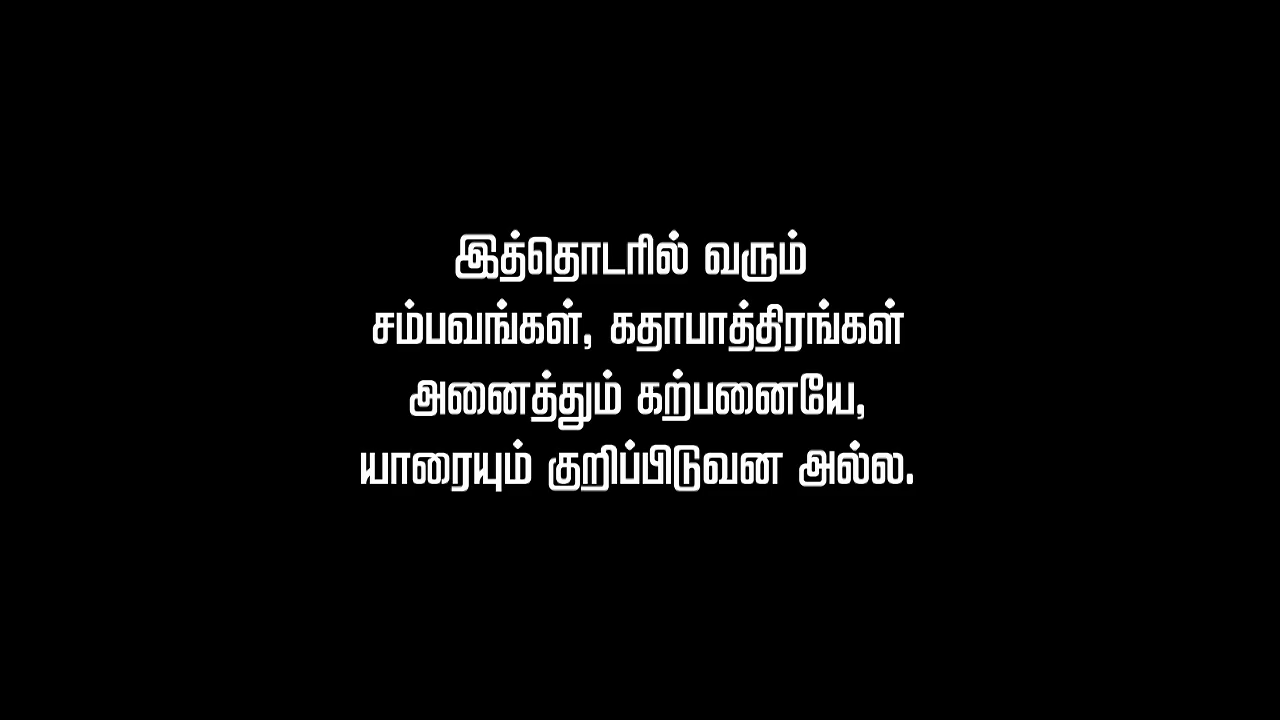 இத்தொடரில் வரும்
சம்பவங்கள், கதாபாத்திரங்கள்
அனைத்தும் கற்பனையே,
யாரையும் குறிப்பிடுவன அல்ல.